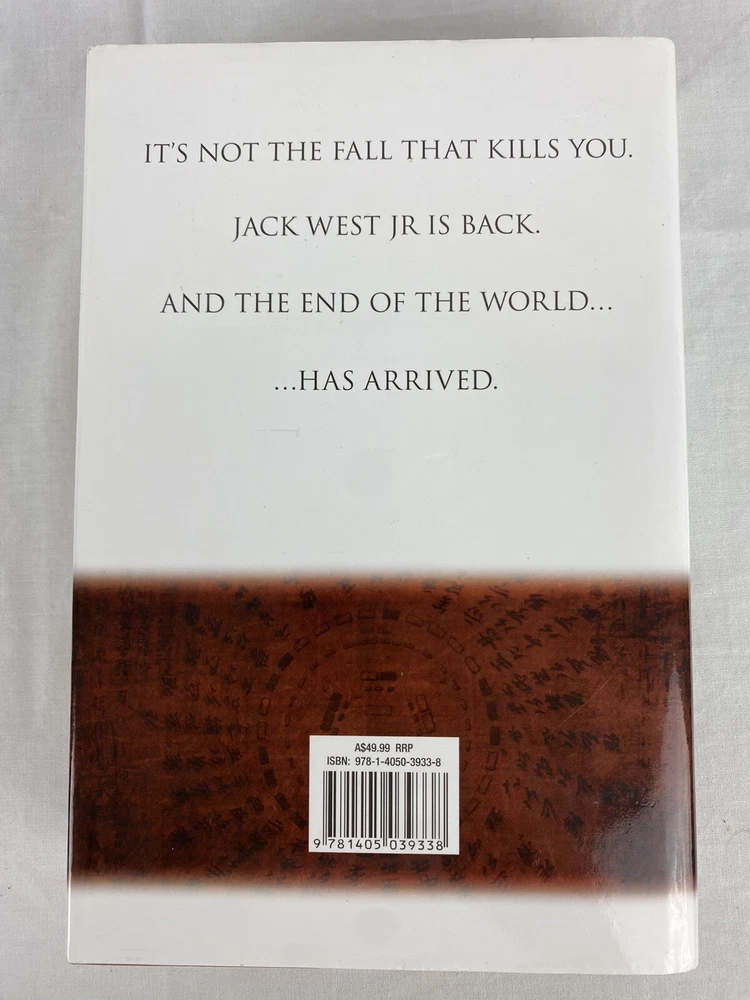 IT'S NOT THE FALL THAT KILLS YOU.
JACK WEST JR IS BACK.
AND THE END OF THE WORLD...
...HAS ARRIVED.
A$49.99 RRP
ISBN: 978-1-4050-3933-8
9 781405 039338